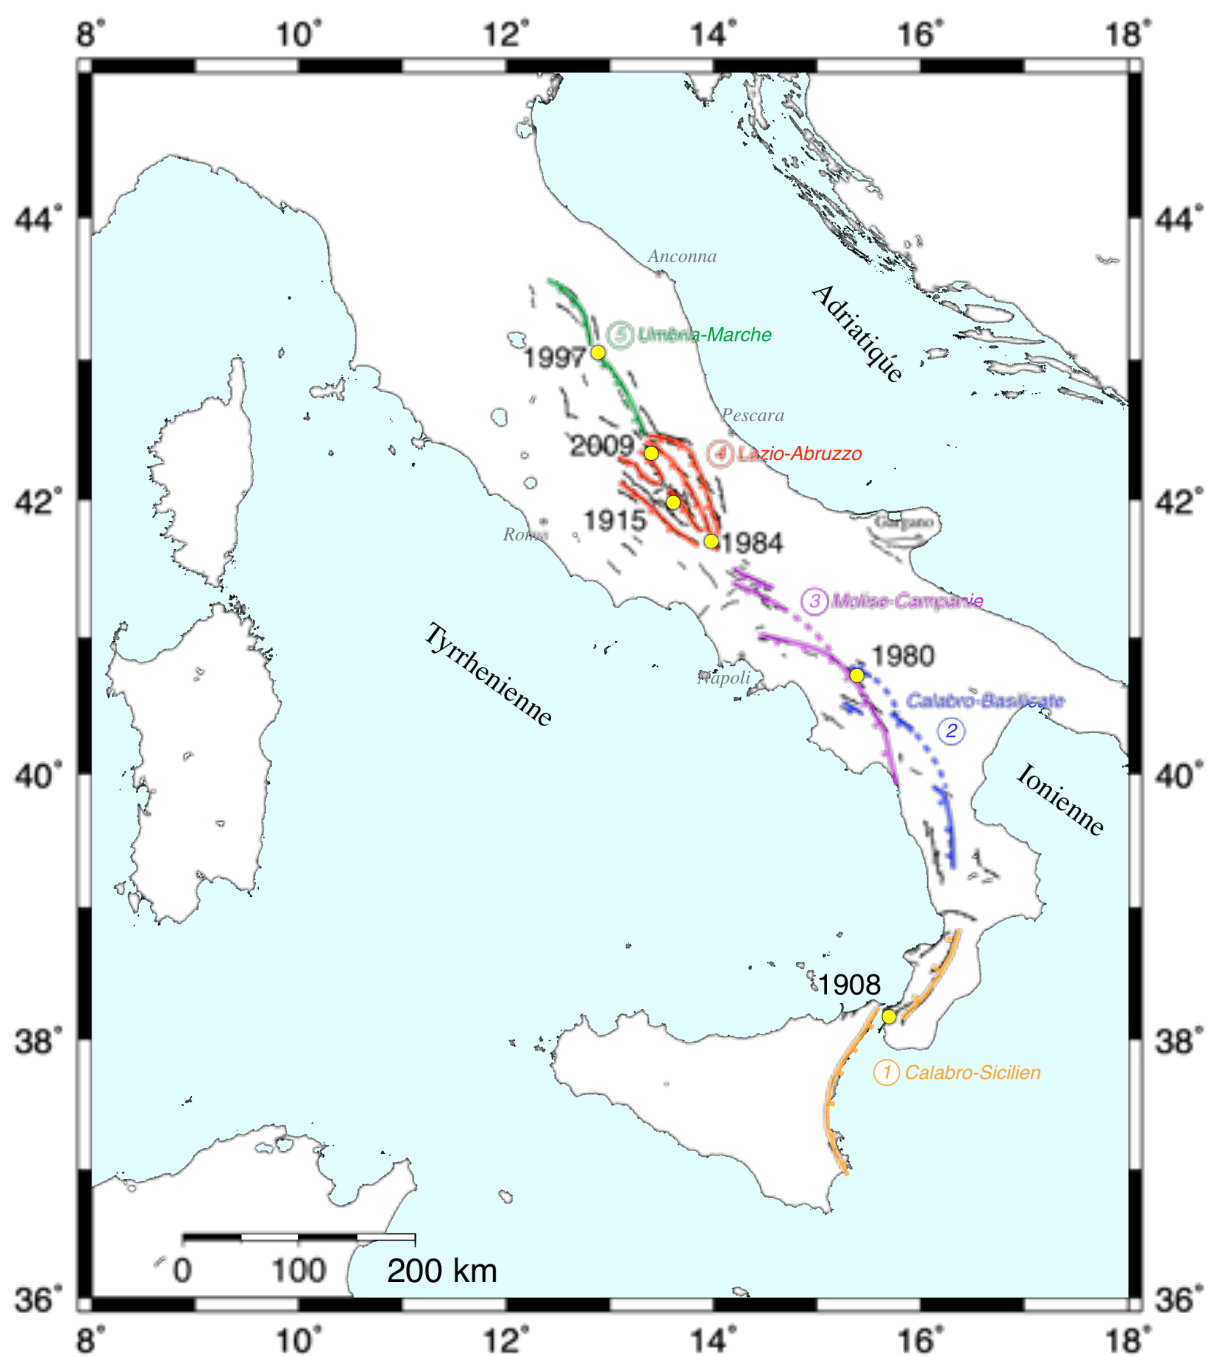 8° 10° 12° 14° 16° 18°
44° 44°
Anconna
Adriatique
5 Umbria-Marche
1997
Pescara
2009
4 Lazio-Abruzzo
42° 42°
1915
Gargano
Roma
1984
3 Molise-Campanie
Tyrrhenienne
1980
Napoli
Calabro-Basilicate
2
40° 40°
Ionienne
1908
38° 38°
1 Calabro-Sicilien
0 100 200 km
36° 36°
8° 10° 12° 14° 16° 18°